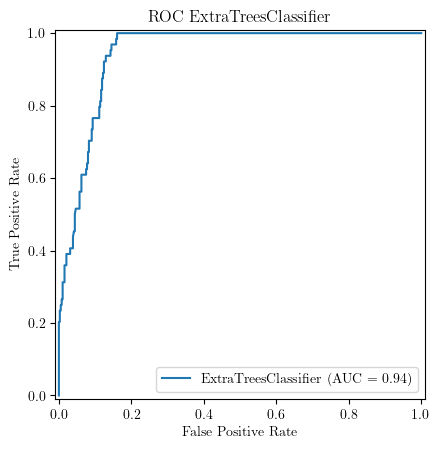 ROC ExtraTreesClassifier
True Positive Rate
1.0
0.8
0.6
0.4
0.2
0.0
ExtraTreesClassifier (AUC = 0.94)
0.0 0.2 0.4 0.6 0.8 1.0
False Positive Rate